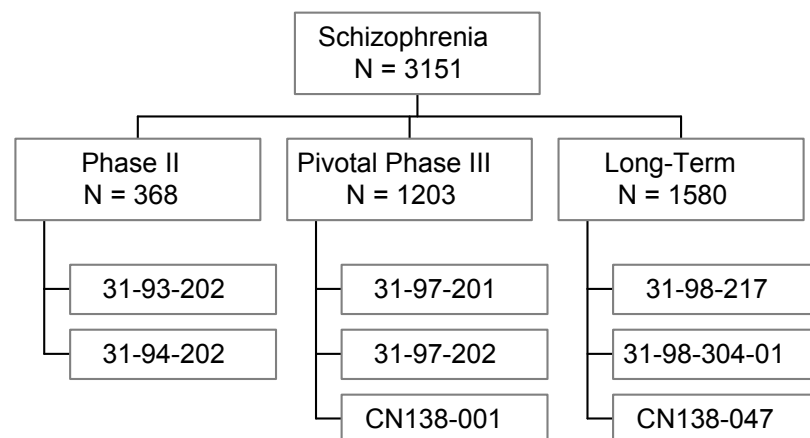 Schizophrenia
N = 3151
Phase II
N = 368
Pivotal Phase III
N = 1203
Long-Term
N = 1580
31-93-202
31-94-202
31-97-201
31-97-202
CN138-001
31-98-217
31-98-304-01
CN138-047